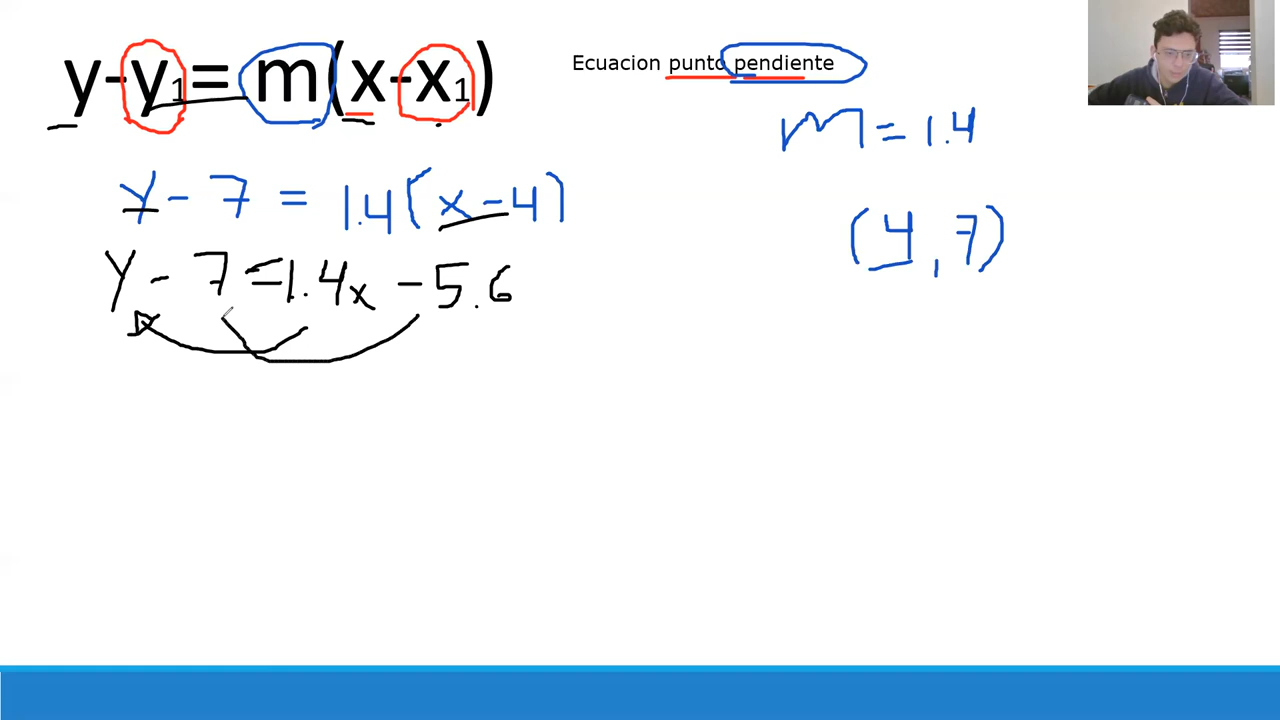 y-y₁= m(x-x₁)
Ecuacion punto pendiente
m = 1.4
y - 7 = 1.4(x - 4)
(4, 7)
y - 7 = 1.4x - 5.6